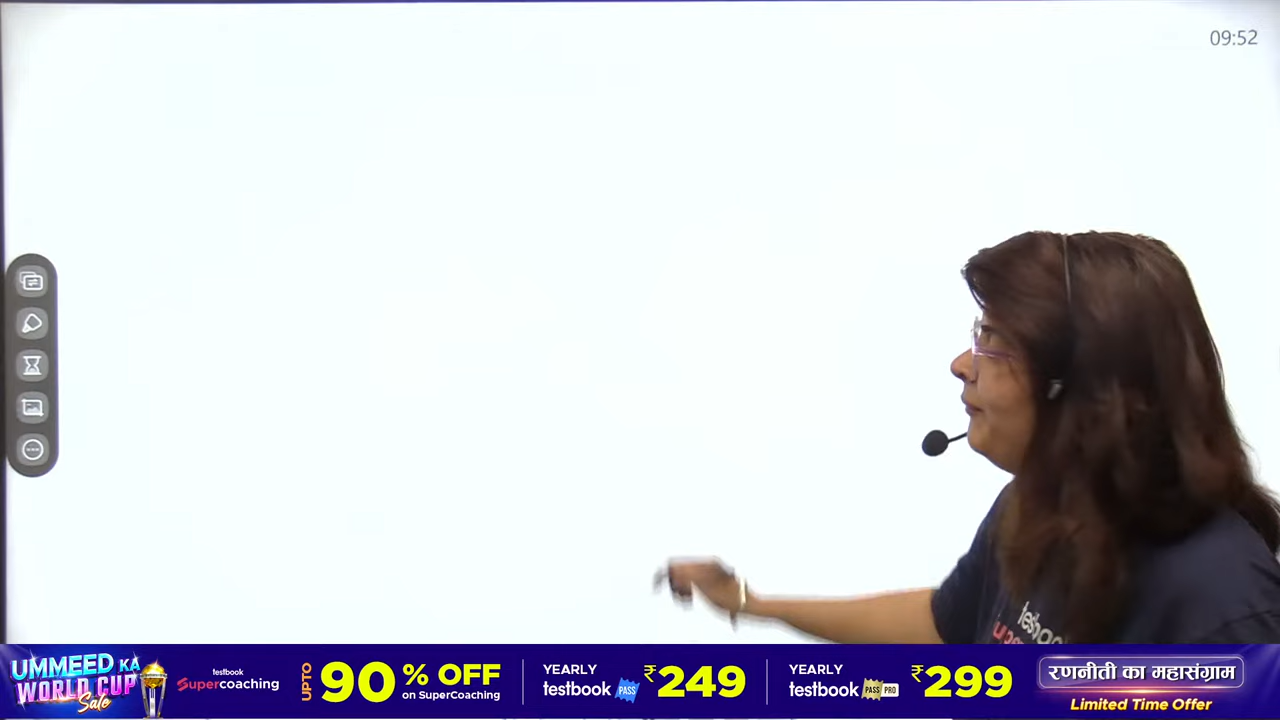 09:52
UMMEED KA
WORLD CUP
Sale
testbook
Supercoaching
UPTO
90% OFF
on SuperCoaching
YEARLY
testbook PASS
₹249
YEARLY
testbook PASS PRO
₹299
रणनीती का महासंग्राम
Limited Time Offer